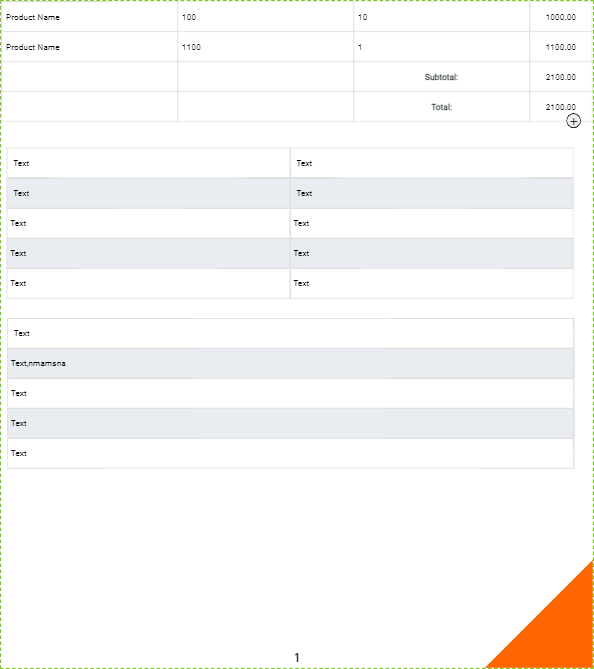 Product Name 100 10 1000.00
Product Name 1100 1 1100.00
Subtotal: 2100.00
Total: 2100.00
Text Text
Text Text
Text Text
Text Text
Text Text
Text
Text,nmamsna
Text
Text
Text
1